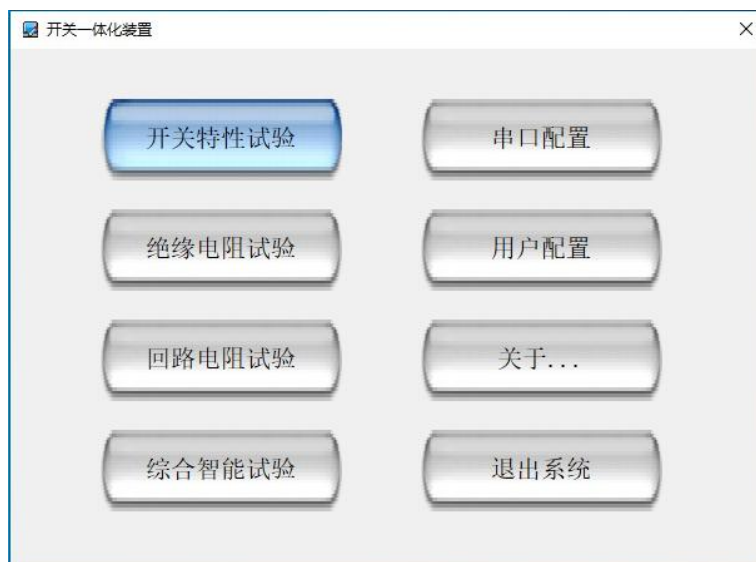 开关一体化装置
开关特性试验
串口配置
绝缘电阻试验
用户配置
回路电阻试验
关于...
综合智能试验
退出系统